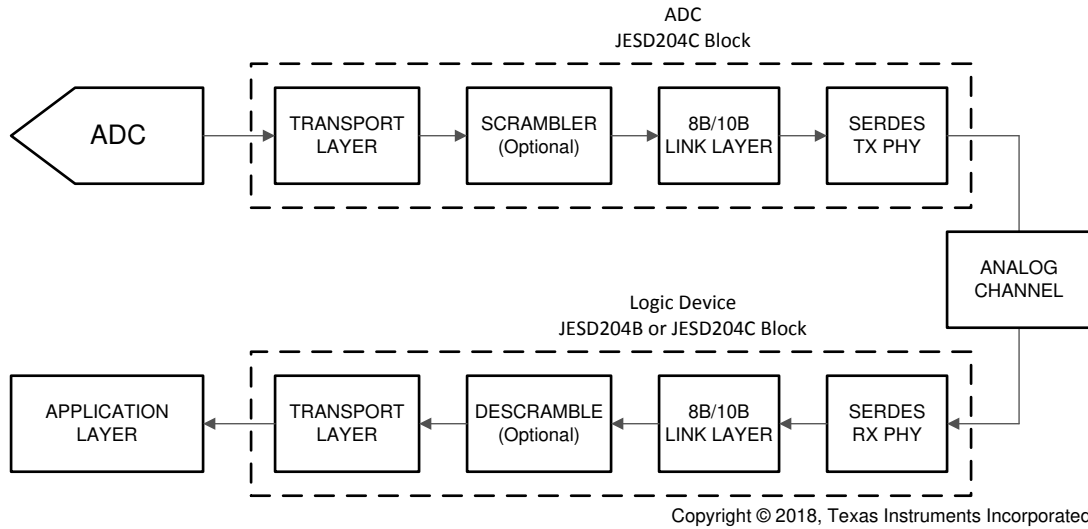 ADC
JESD204C Block
ADC
TRANSPORT
LAYER
SCRAMBLER
(Optional)
8B/10B
LINK LAYER
SERDES
TX PHY
ANALOG
CHANNEL
Logic Device
JESD204B or JESD204C Block
APPLICATION
LAYER
TRANSPORT
LAYER
DESCRAMBLE
(Optional)
8B/10B
LINK LAYER
SERDES
RX PHY
Copyright © 2018, Texas Instruments Incorporated